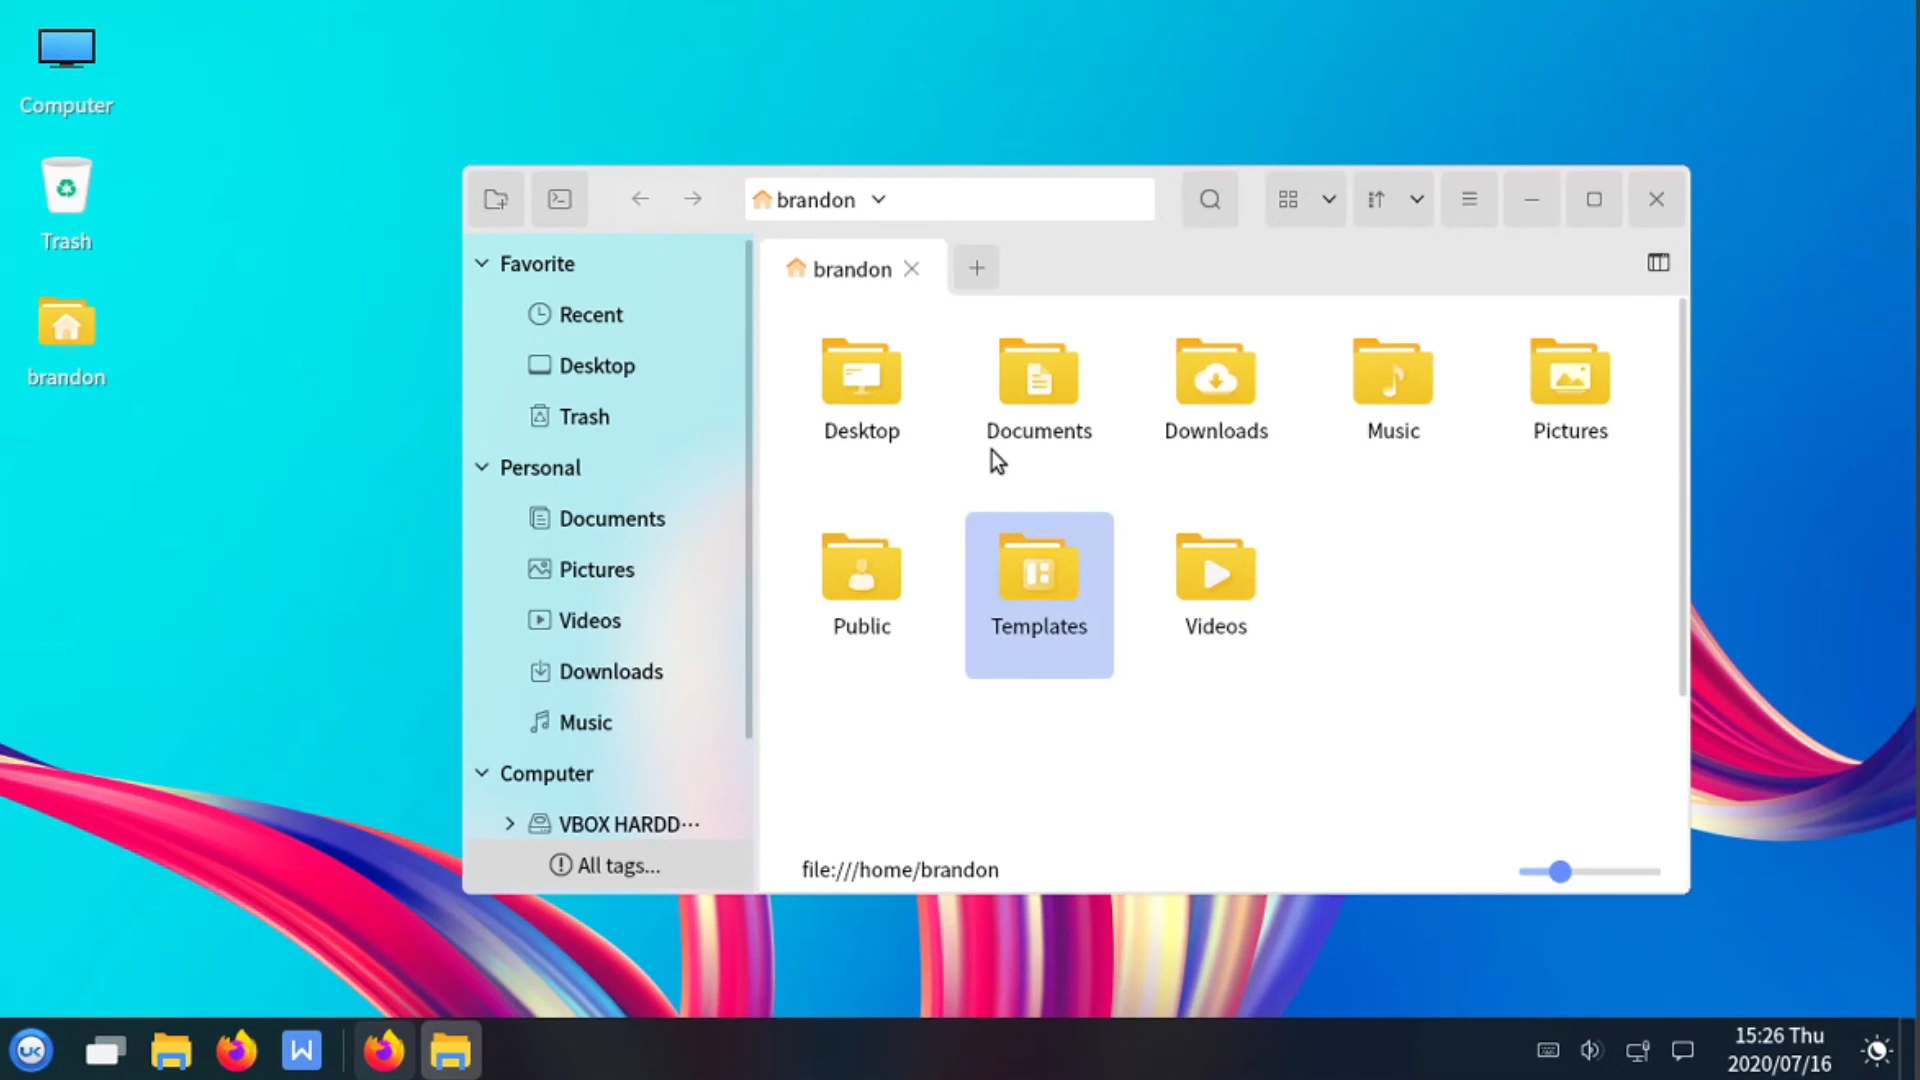 Computer
Trash
brandon
brandon
Favorite
Recent
Desktop
Trash
Personal
Documents
Pictures
Videos
Downloads
Music
Computer
VBOX HARDD···
All tags...
brandon
Desktop
Documents
Downloads
Music
Pictures
Public
Templates
Videos
file:///home/brandon
UK
W
15:26 Thu
2020/07/16